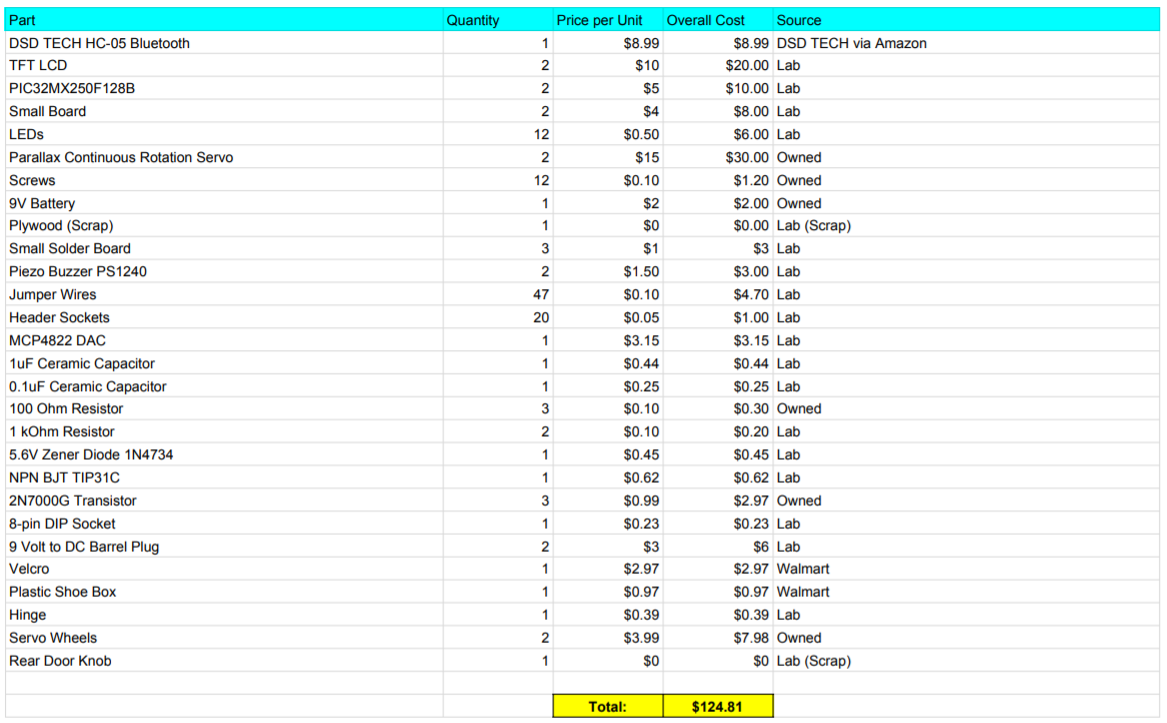 Part Quantity Price per Unit Overall Cost Source
DSD TECH HC-05 Bluetooth 1 $8.99 $8.99 DSD TECH via Amazon
TFT LCD 2 $10 $20.00 Lab
PIC32MX250F128B 2 $5 $10.00 Lab
Small Board 2 $4 $8.00 Lab
LEDs 12 $0.50 $6.00 Lab
Parallax Continuous Rotation Servo 2 $15 $30.00 Owned
Screws 12 $0.10 $1.20 Owned
9V Battery 1 $2 $2.00 Owned
Plywood (Scrap) 1 $0 $0.00 Lab (Scrap)
Small Solder Board 3 $1 $3 Lab
Piezo Buzzer PS1240 2 $1.50 $3.00 Lab
Jumper Wires 47 $0.10 $4.70 Lab
Header Sockets 20 $0.05 $1.00 Lab
MCP4822 DAC 1 $3.15 $3.15 Lab
1uF Ceramic Capacitor 1 $0.44 $0.44 Lab
0.1uF Ceramic Capacitor 1 $0.25 $0.25 Lab
100 Ohm Resistor 3 $0.10 $0.30 Owned
1 kOhm Resistor 2 $0.10 $0.20 Lab
5.6V Zener Diode 1N4734 1 $0.45 $0.45 Lab
NPN BJT TIP31C 1 $0.62 $0.62 Lab
2N7000G Transistor 3 $0.99 $2.97 Owned
8-pin DIP Socket 1 $0.23 $0.23 Lab
9 Volt to DC Barrel Plug 2 $3 $6 Lab
Velcro 1 $2.97 $2.97 Walmart
Plastic Shoe Box 1 $0.97 $0.97 Walmart
Hinge 1 $0.39 $0.39 Lab
Servo Wheels 2 $3.99 $7.98 Owned
Rear Door Knob 1 $0 $0 Lab (Scrap)
Total: $124.81